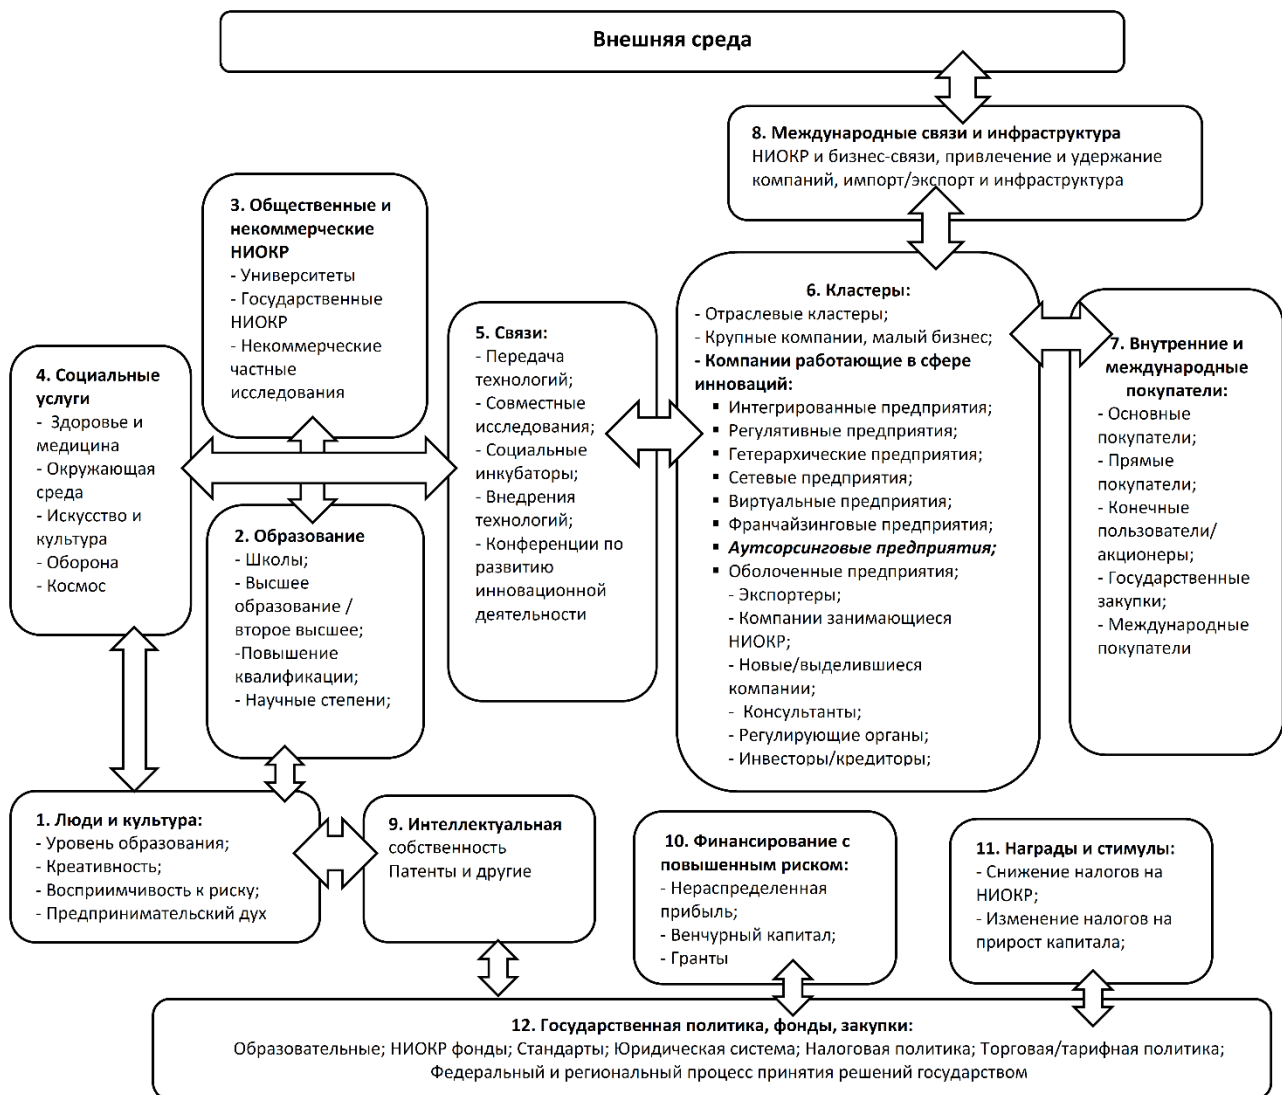 Внешняя среда
8. Международные связи и инфраструктура
НИОКР и бизнес-связи, привлечение и удержание
компаний, импорт/экспорт и инфраструктура
3. Общественные и
некоммерческие
НИОКР
- Университеты
- Государственные
НИОКР
- Некоммерческие
частные
исследования
4. Социальные
услуги
- Здоровье и
медицина
- Окружающая
среда
- Искусство и
культура
- Оборона
- Космос
2. Образование
- Школы;
- Высшее
образование /
второе высшее;
-Повышение
квалификации;
- Научные степени;
5. Связи:
- Передача
технологий;
- Совместные
исследования;
- Социальные
инкубаторы;
- Внедрения
технологий;
- Конференции по
развитию
инновационной
деятельности
6. Кластеры:
- Отраслевые кластеры;
- Крупные компании, малый бизнес;
- Компании работающие в сфере
инноваций:
▪ Интегрированные предприятия;
▪ Регулятивные предприятия;
▪ Гетерархические предприятия;
▪ Сетевые предприятия;
▪ Виртуальные предприятия;
▪ Франчайзинговые предприятия;
▪ Аутсорсинговые предприятия;
▪ Оболоченные предприятия;
- Экспортеры;
- Компании занимающиеся
НИОКР;
- Новые/выделившиеся
компании;
- Консультанты;
- Регулирующие органы;
- Инвесторы/кредиторы;
7. Внутренние и
международные
покупатели:
- Основные
покупатели;
- Прямые
покупатели;
- Конечные
пользователи/
акционеры;
- Государственные
закупки;
- Международные
покупатели
1. Люди и культура:
- Уровень образования;
- Креативность;
- Восприимчивость к риску;
- Предпринимательский дух
9. Интеллектуальная
собственность
Патенты и другие
10. Финансирование с
повышенным риском:
- Нераспределенная
прибыль;
- Венчурный капитал;
- Гранты
11. Награды и стимулы:
- Снижение налогов на
НИОКР;
- Изменение налогов на
прирост капитала;
12. Государственная политика, фонды, закупки:
Образовательные; НИОКР фонды; Стандарты; Юридическая система; Налоговая политика; Торговая/тарифная политика;
Федеральный и региональный процесс принятия решений государством